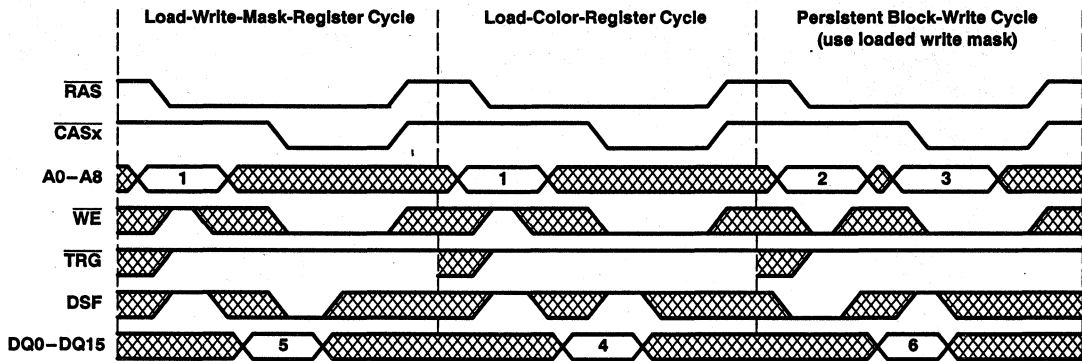 Load-Write-Mask-Register Cycle
Load-Color-Register Cycle
Persistent Block-Write Cycle
(use loaded write mask)
RAS
CASx
A0–A8
1
1
2
3
WE
TRG
DSF
DQ0–DQ15
5
4
6